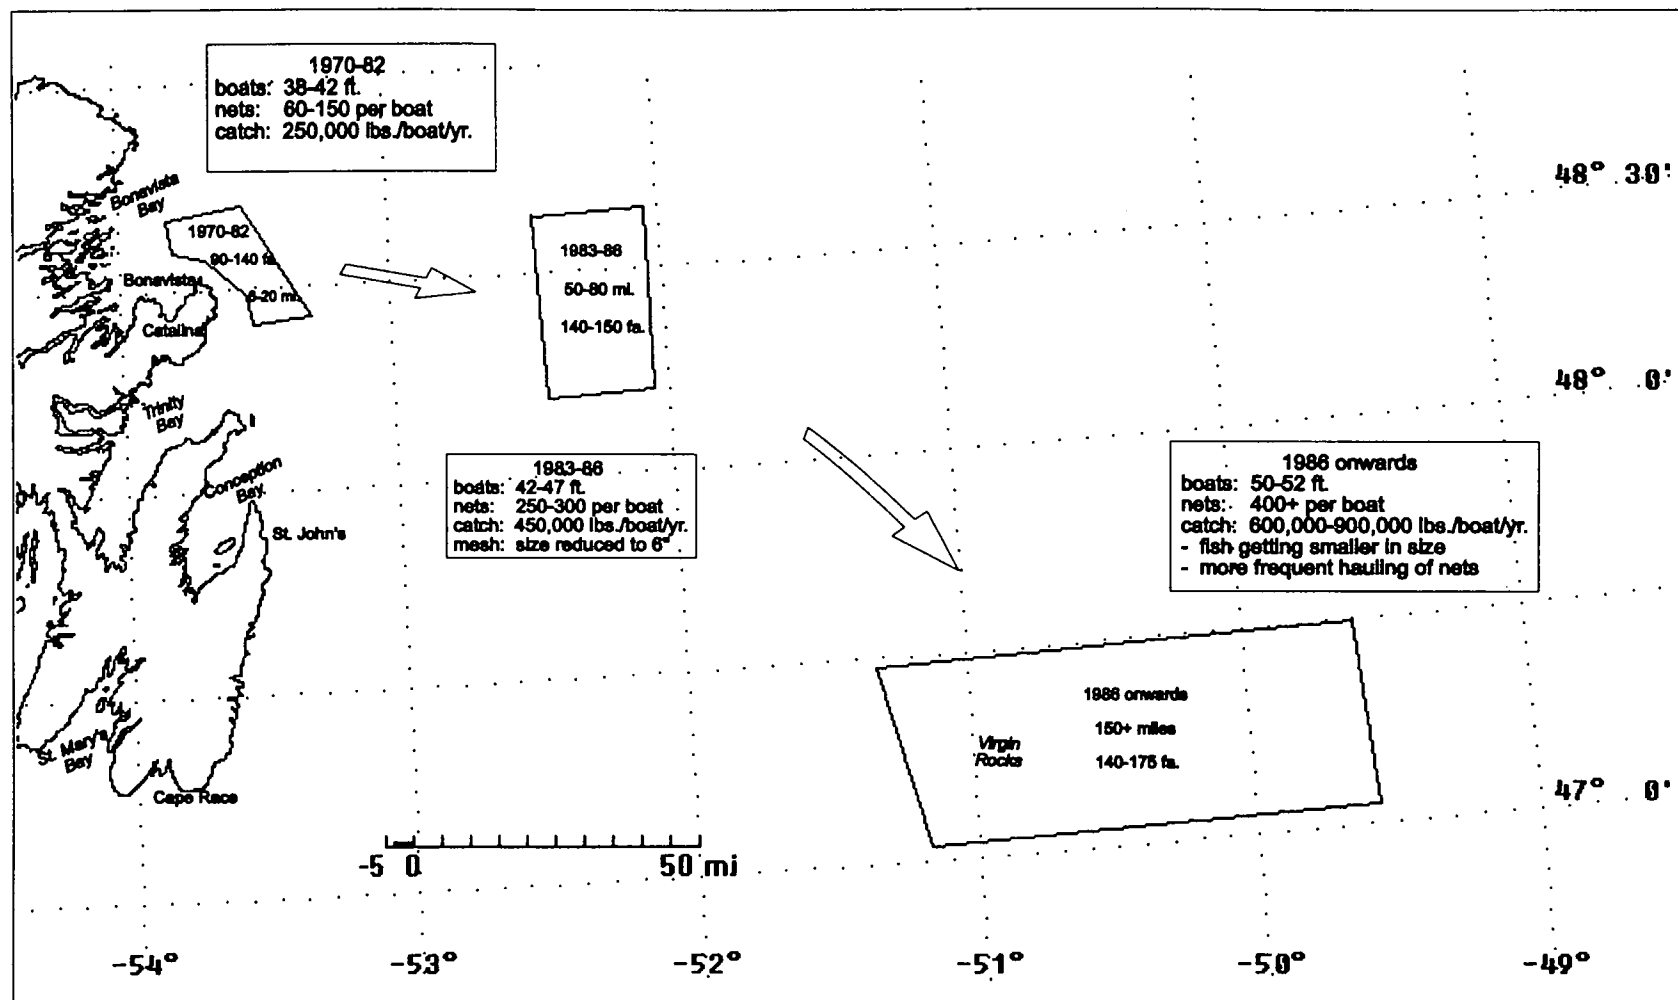 1970-82
boats: 38-42 ft.
nets: 60-150 per boat
catch: 250,000 lbs./boat/yr.
48° 30'
Bonavista
Bay
1970-82
90-140 fa.
5-20 mi.
1983-86
50-80 mi.
140-150 fa.
Bonavista
Catalina
48° 0'
Trinity
Bay
1983-86
boats: 42-47 ft.
nets: 250-300 per boat
catch: 450,000 lbs./boat/yr.
mesh: size reduced to 6"
1986 onwards
boats: 50-52 ft.
nets: 400+ per boat
catch: 600,000-900,000 lbs./boat/yr.
- fish getting smaller in size
- more frequent hauling of nets
Conception
Bay
St. John's
1986 onwards
150+ miles
140-175 fa.
Virgin
Rocks
St. Mary's
Bay
Cape Race
47° 0'
-5 0 50 mi
-54° -53° -52° -51° -50° -49°